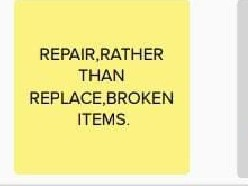 REPAIR,RATHER
THAN
REPLACE,BROKEN
ITEMS.